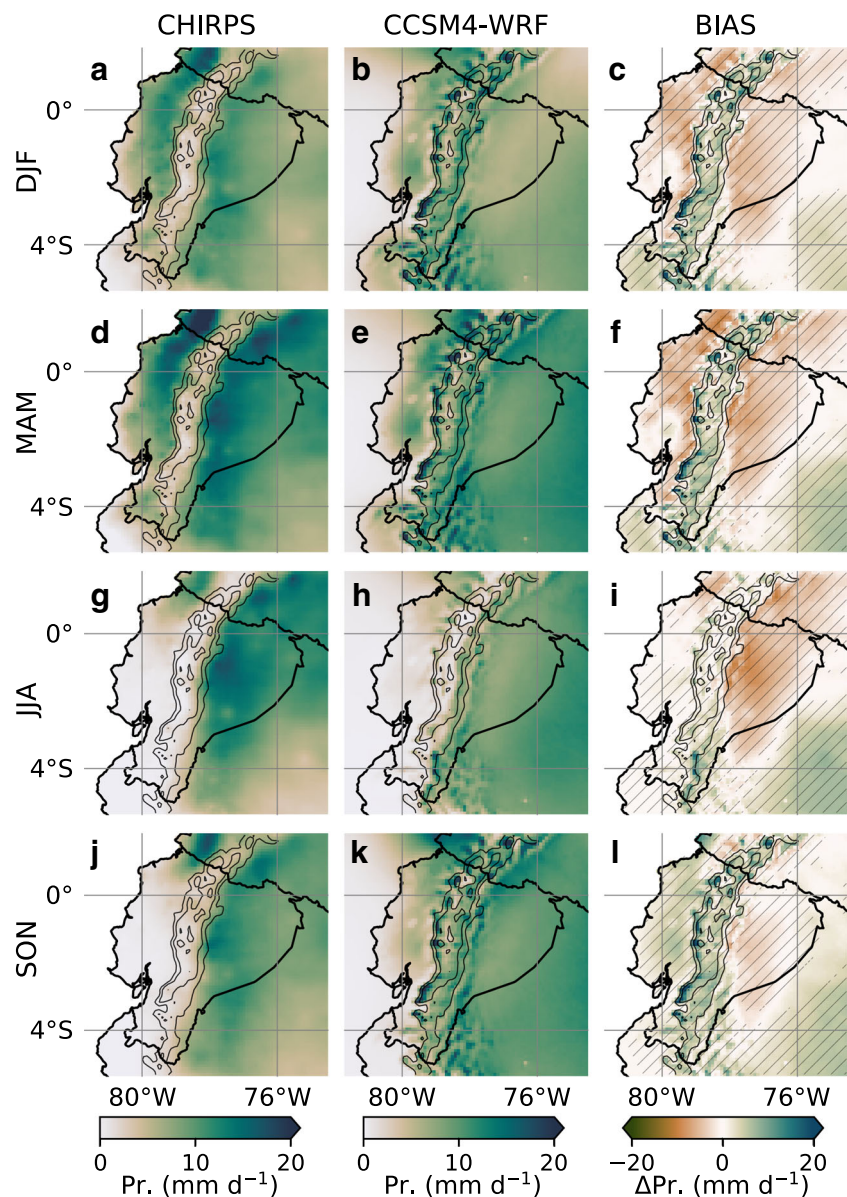 CHIRPS CCSM4-WRF BIAS
a b c
0°
DJF
4°S
d e f
0°
MAM
4°S
g h i
0°
JJA
4°S
j k l
0°
SON
4°S
80°W 76°W 80°W 76°W 80°W 76°W
0 10 20 0 10 20 −20 0 20
Pr. (mm d⁻¹) Pr. (mm d⁻¹) ΔPr. (mm d⁻¹)